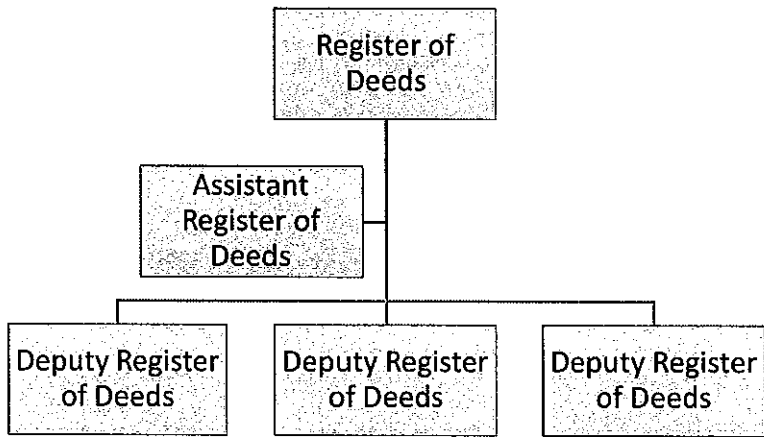 Register of
Deeds
Assistant
Register of
Deeds
Deputy Register
of Deeds
Deputy Register
of Deeds
Deputy Register
of Deeds